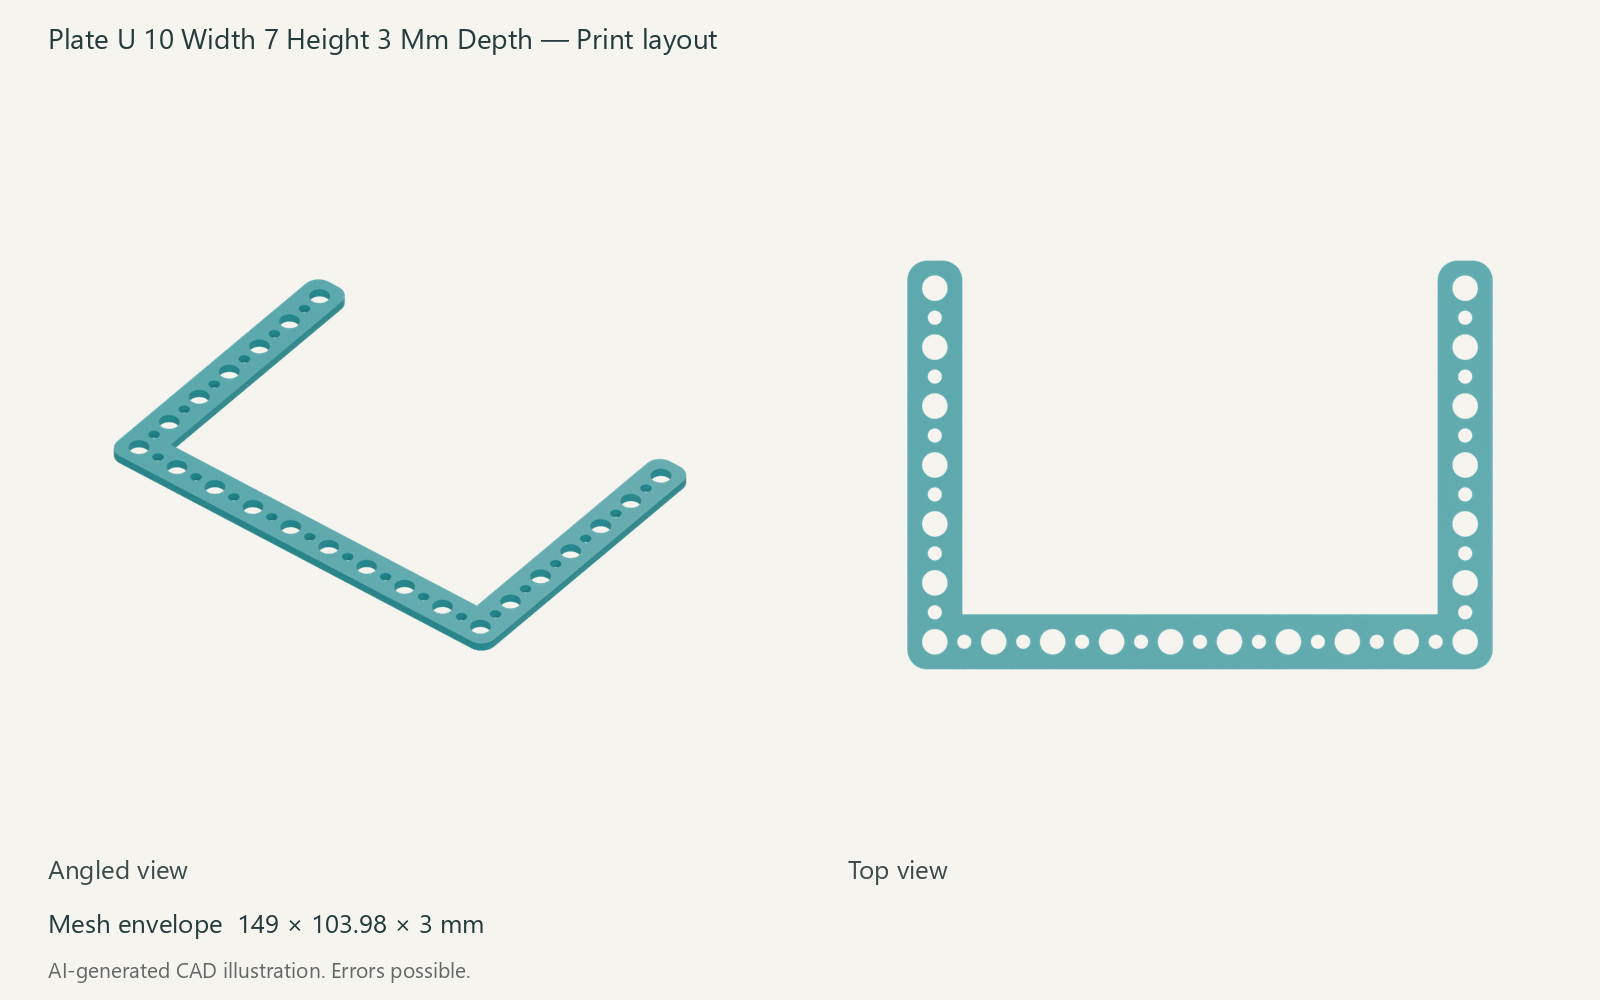 Plate U 10 Width 7 Height 3 Mm Depth — Print layout
Angled view
Top view
Mesh envelope 149 × 103.98 × 3 mm
AI-generated CAD illustration. Errors possible.